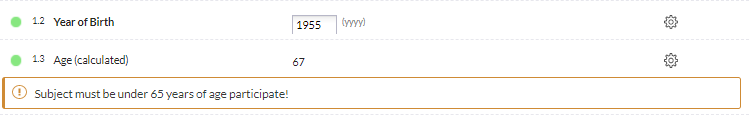 1.2 Year of Birth 1955 (yyyy)
1.3 Age (calculated) 67
Subject must be under 65 years of age participate!